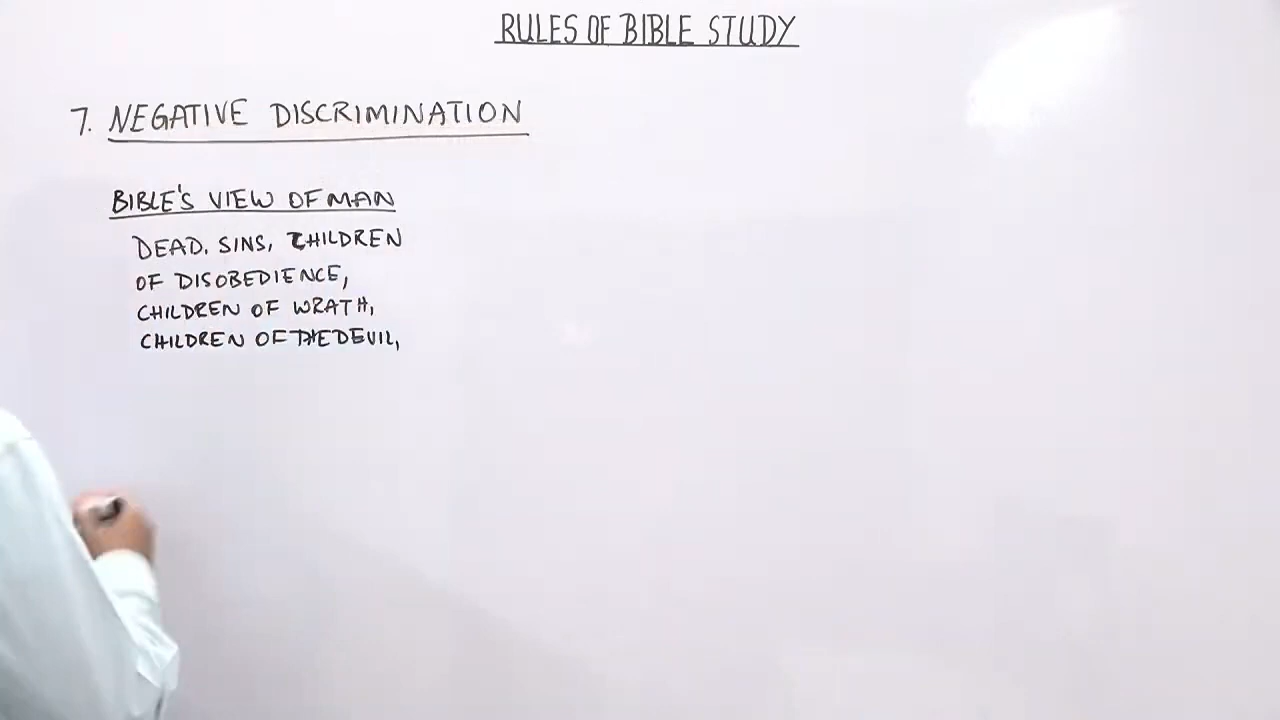 RULES OF BIBLE STUDY
7. NEGATIVE DISCRIMINATION
BIBLE'S VIEW OF MAN
DEAD. SINS, CHILDREN
OF DISOBEDIENCE,
CHILDREN OF WRATH,
CHILDREN OF THE DEVIL,